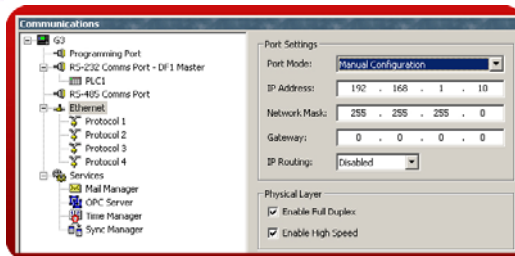 Communications
G3
Programming Port
RS-232 Comms Port - DF1 Master
PLC1
RS-485 Comms Port
Ethernet
Protocol 1
Protocol 2
Protocol 3
Protocol 4
Services
Mail Manager
OPC Server
Time Manager
Sync Manager
Port Settings
Port Mode: Manual Configuration
IP Address: 192 . 168 . 1 . 10
Network Mask: 255 . 255 . 255 . 0
Gateway: 0 . 0 . 0 . 0
IP Routing: Disabled
Physical Layer
Enable Full Duplex
Enable High Speed